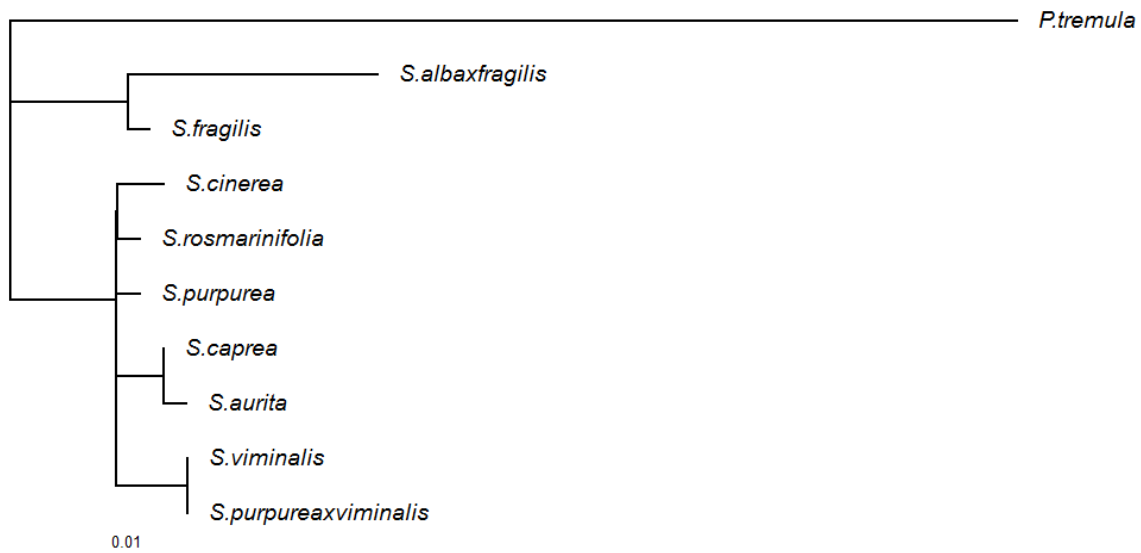 P.tremula
S.albaxfragilis
S.fragilis
S.cinerea
S.rosmarinifolia
S.purpurea
S.caprea
S.aurita
S.viminalis
S.purpureaxviminalis
0.01